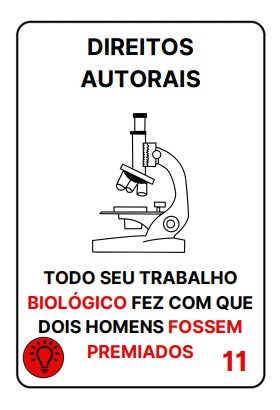 DIREITOS
AUTORAIS
TODO SEU TRABALHO
BIOLÓGICO FEZ COM QUE
DOIS HOMENS FOSSEM
PREMIADOS
11